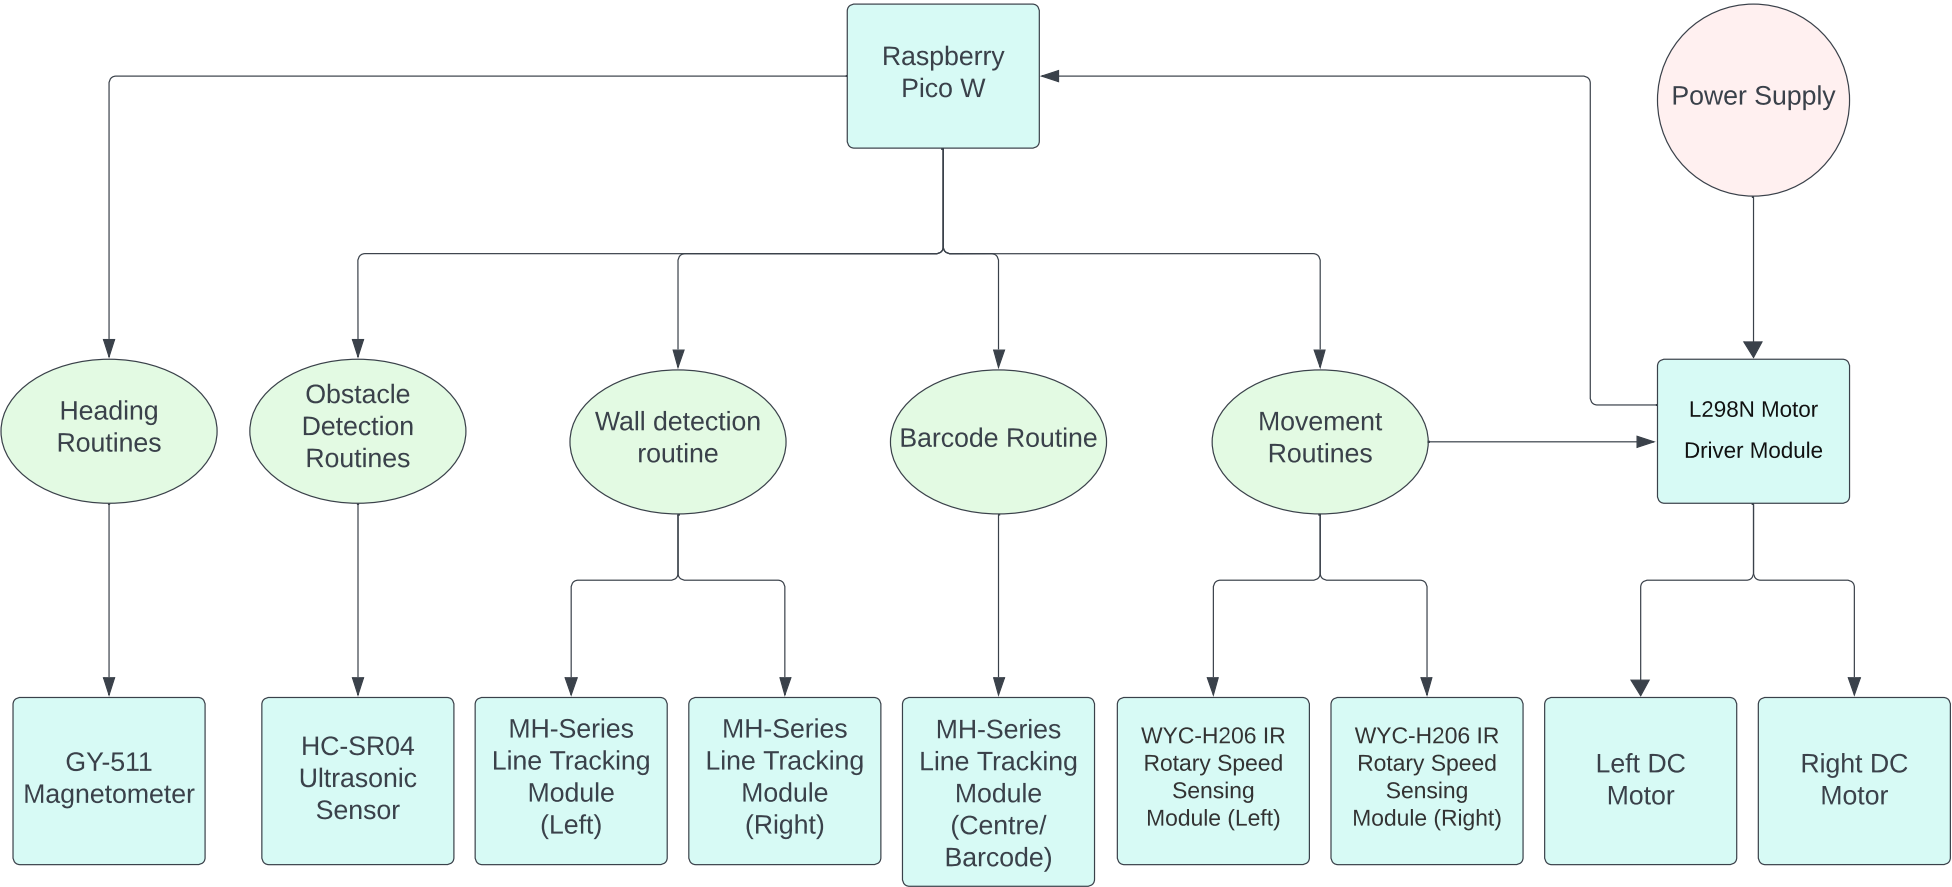 Raspberry
Pico W
Power Supply
Heading
Routines
Obstacle
Detection
Routines
Wall detection
routine
Barcode Routine
Movement
Routines
L298N Motor
Driver Module
GY-511
Magnetometer
HC-SR04
Ultrasonic
Sensor
MH-Series
Line Tracking
Module
(Left)
MH-Series
Line Tracking
Module
(Right)
MH-Series
Line Tracking
Module
(Centre/
Barcode)
WYC-H206 IR
Rotary Speed
Sensing
Module (Left)
WYC-H206 IR
Rotary Speed
Sensing
Module (Right)
Left DC
Motor
Right DC
Motor